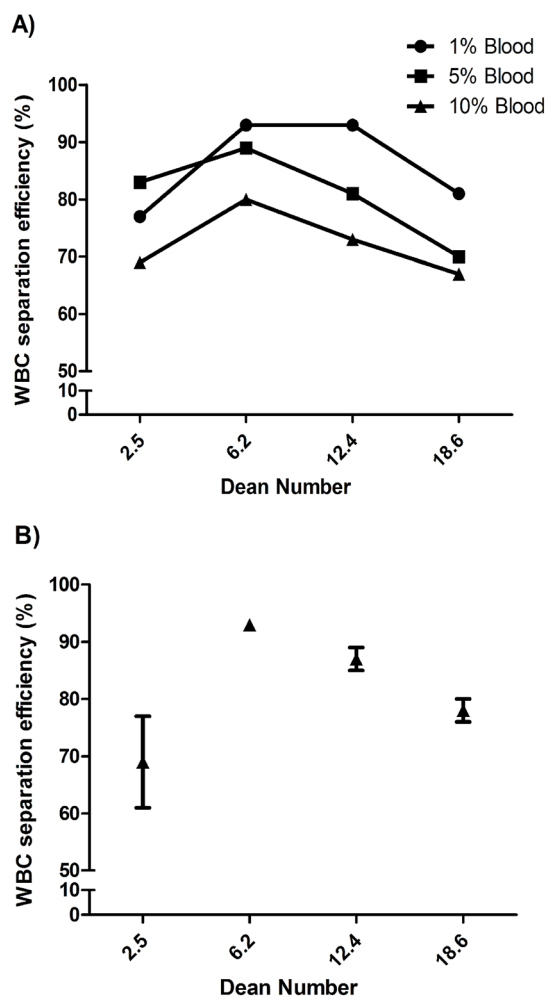 A)
1% Blood
5% Blood
10% Blood
WBC separation efficiency (%)
100
90
80
70
60
50
10
0
2.5
6.2
12.4
18.6
Dean Number
B)
WBC separation efficiency (%)
100
90
80
70
60
50
10
0
2.5
6.2
12.4
18.6
Dean Number